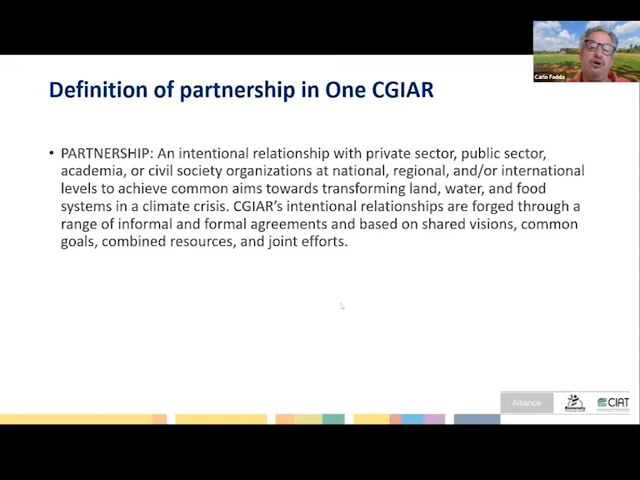 Carlo Fadda
Definition of partnership in One CGIAR
• PARTNERSHIP: An intentional relationship with private sector, public sector,
academia, or civil society organizations at national, regional, and/or international
levels to achieve common aims towards transforming land, water, and food
systems in a climate crisis. CGIAR’s intentional relationships are forged through a
range of informal and formal agreements and based on shared visions, common
goals, combined resources, and joint efforts.
Alliance
Bioversity
CIAT